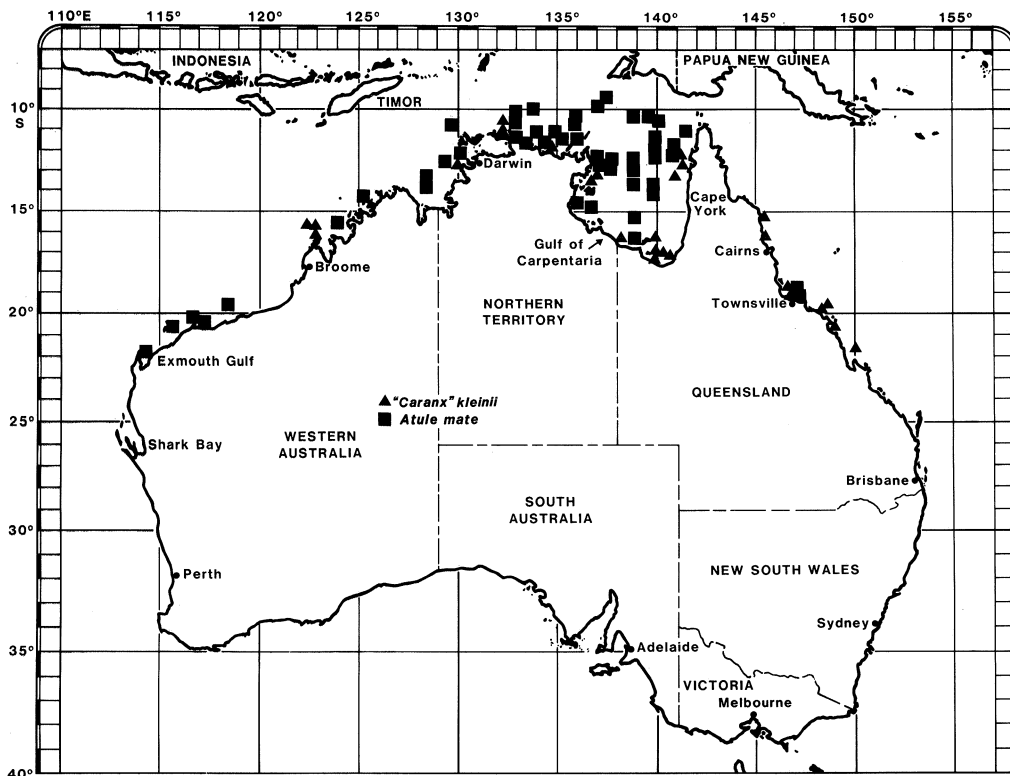 110°E 115° 120° 125° 130° 135° 140° 145° 150° 155°
INDONESIA
PAPUA NEW GUINEA
TIMOR
10°
S
Darwin
15°
Cape
York
Gulf of
Carpentaria
Cairns
Broome
NORTHERN
TERRITORY
Townsville
20°
Exmouth Gulf
QUEENSLAND
"Caranx" kleinii
Atule mate
25°
Shark Bay
WESTERN
AUSTRALIA
Brisbane
SOUTH
AUSTRALIA
30°
Perth
NEW SOUTH WALES
Sydney
35°
Adelaide
VICTORIA
Melbourne
40°